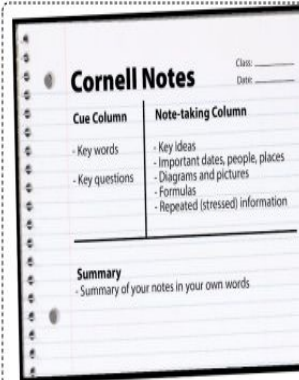 Cornell Notes
Class:
Date:
Cue Column
- Key words
- Key questions
Note-taking Column
- Key ideas
- Important dates, people, places
- Diagrams and pictures
- Formulas
- Repeated (stressed) information
Summary
- Summary of your notes in your own words